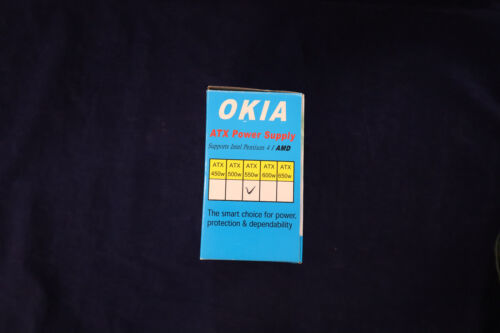 OKIA
ATX Power Supply
Supports Intel Pentium 4 / AMD
ATX ATX ATX ATX ATX
450w 500w 550w 600w 650w
✓
The smart choice for power,
protection & dependability